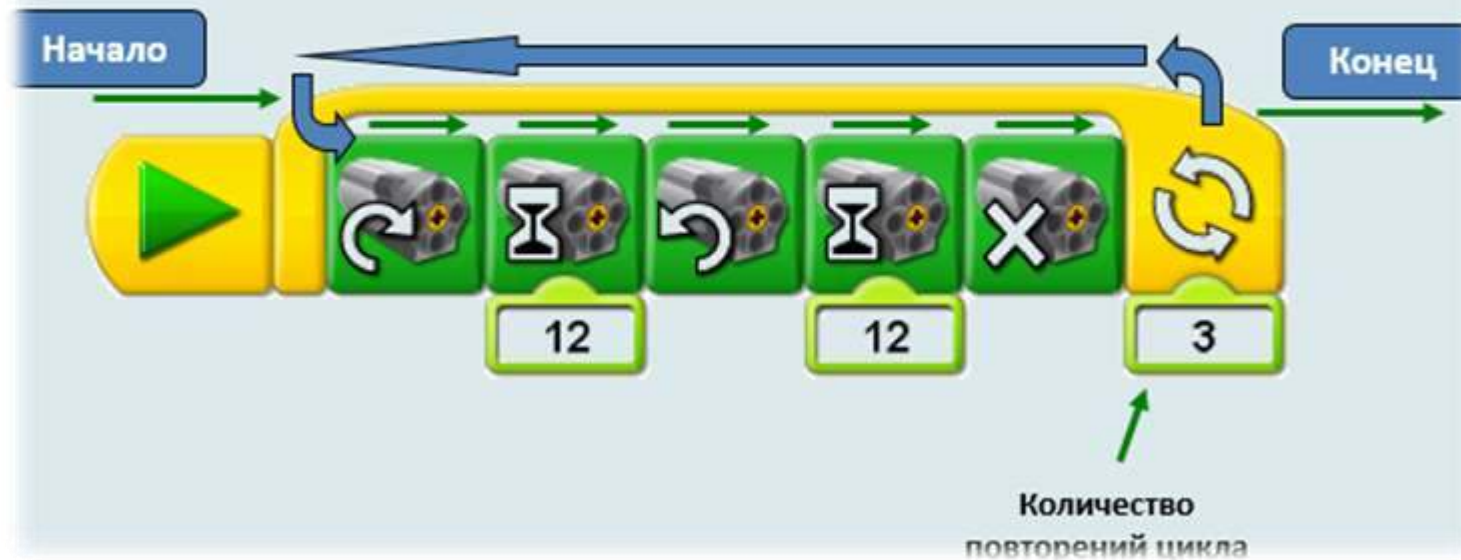 Начало
Конец
12
12
3
Количество
повторений цикла